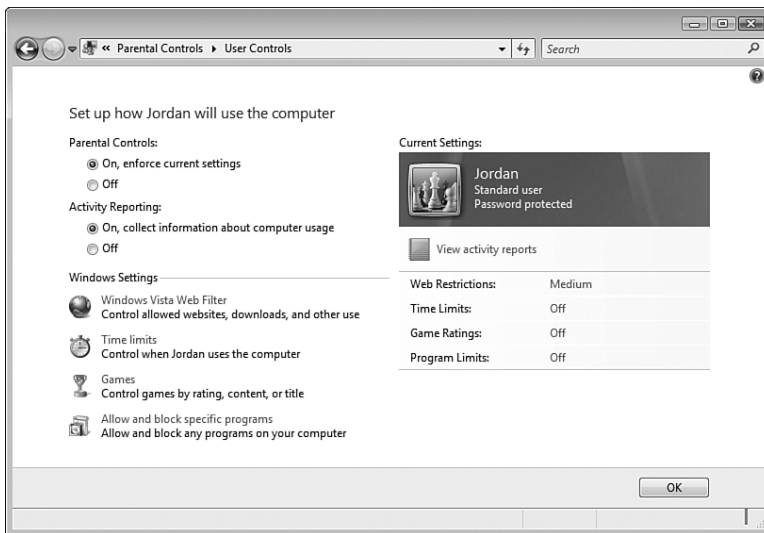 « Parental Controls ▸ User Controls
Search
Set up how Jordan will use the computer
Parental Controls:
On, enforce current settings
Off
Activity Reporting:
On, collect information about computer usage
Off
Windows Settings
Windows Vista Web Filter
Control allowed websites, downloads, and other use
Time limits
Control when Jordan uses the computer
Games
Control games by rating, content, or title
Allow and block specific programs
Allow and block any programs on your computer
Current Settings:
Jordan
Standard user
Password protected
View activity reports
Web Restrictions: Medium
Time Limits: Off
Game Ratings: Off
Program Limits: Off
OK